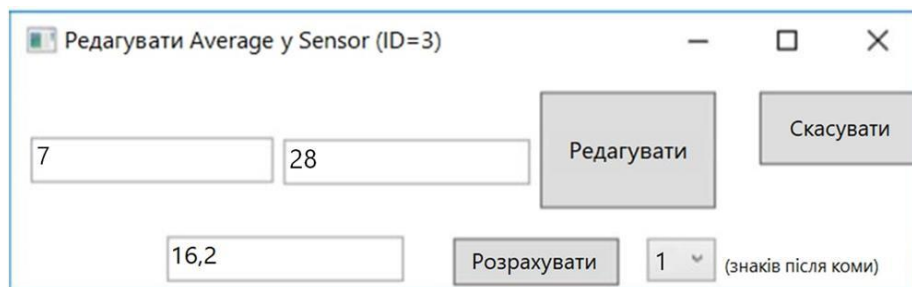 Редагувати Average у Sensor (ID=3)
7 28 Редагувати Скасувати
16,2 Розрахувати 1 (знаків після коми)